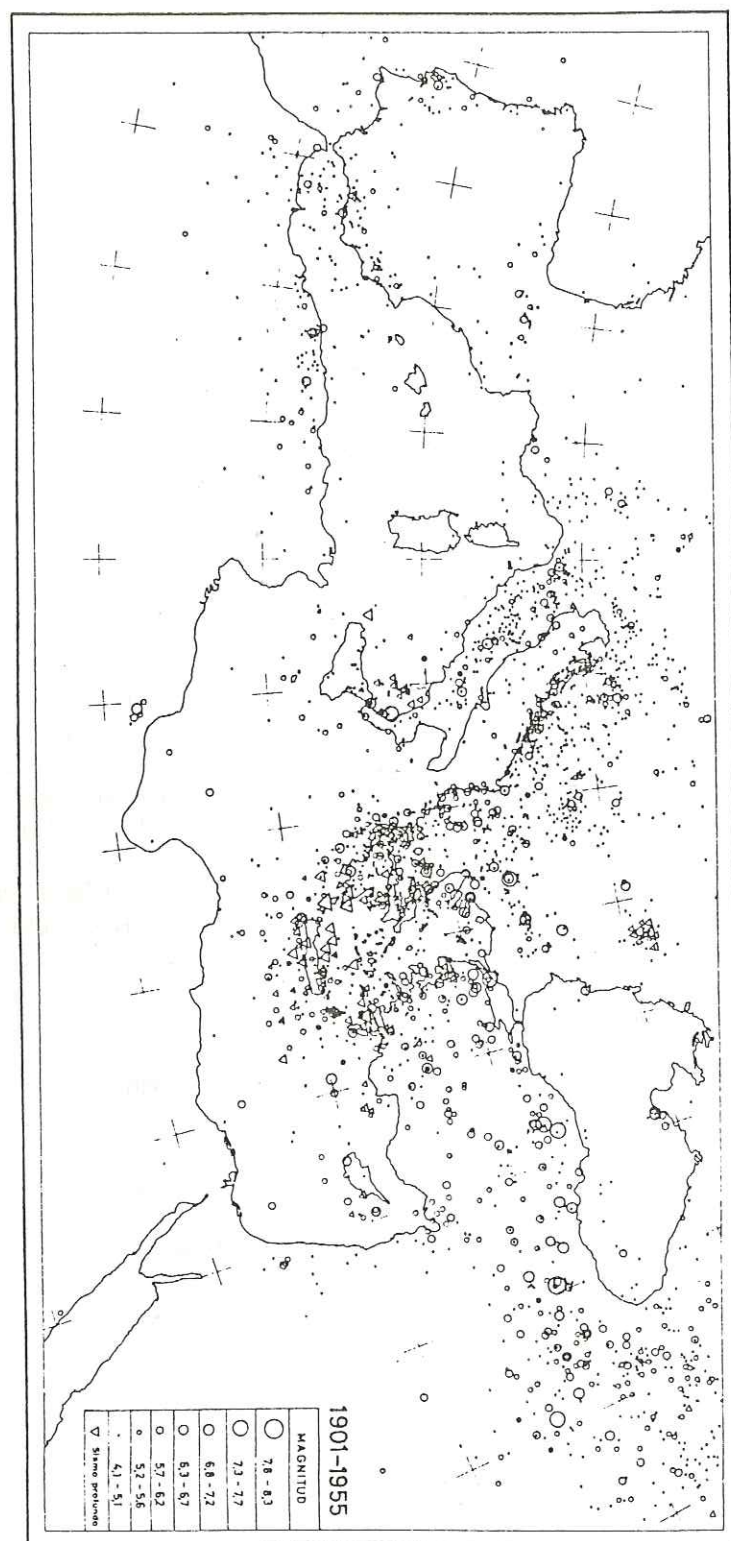 1901-1955
MAGNITUD
7,8 - 8,3
7,3 - 7,7
6,8 - 7,2
6,3 - 6,7
5,7 - 6,2
5,2 - 5,6
4,1 - 5,1
Sismo profundo